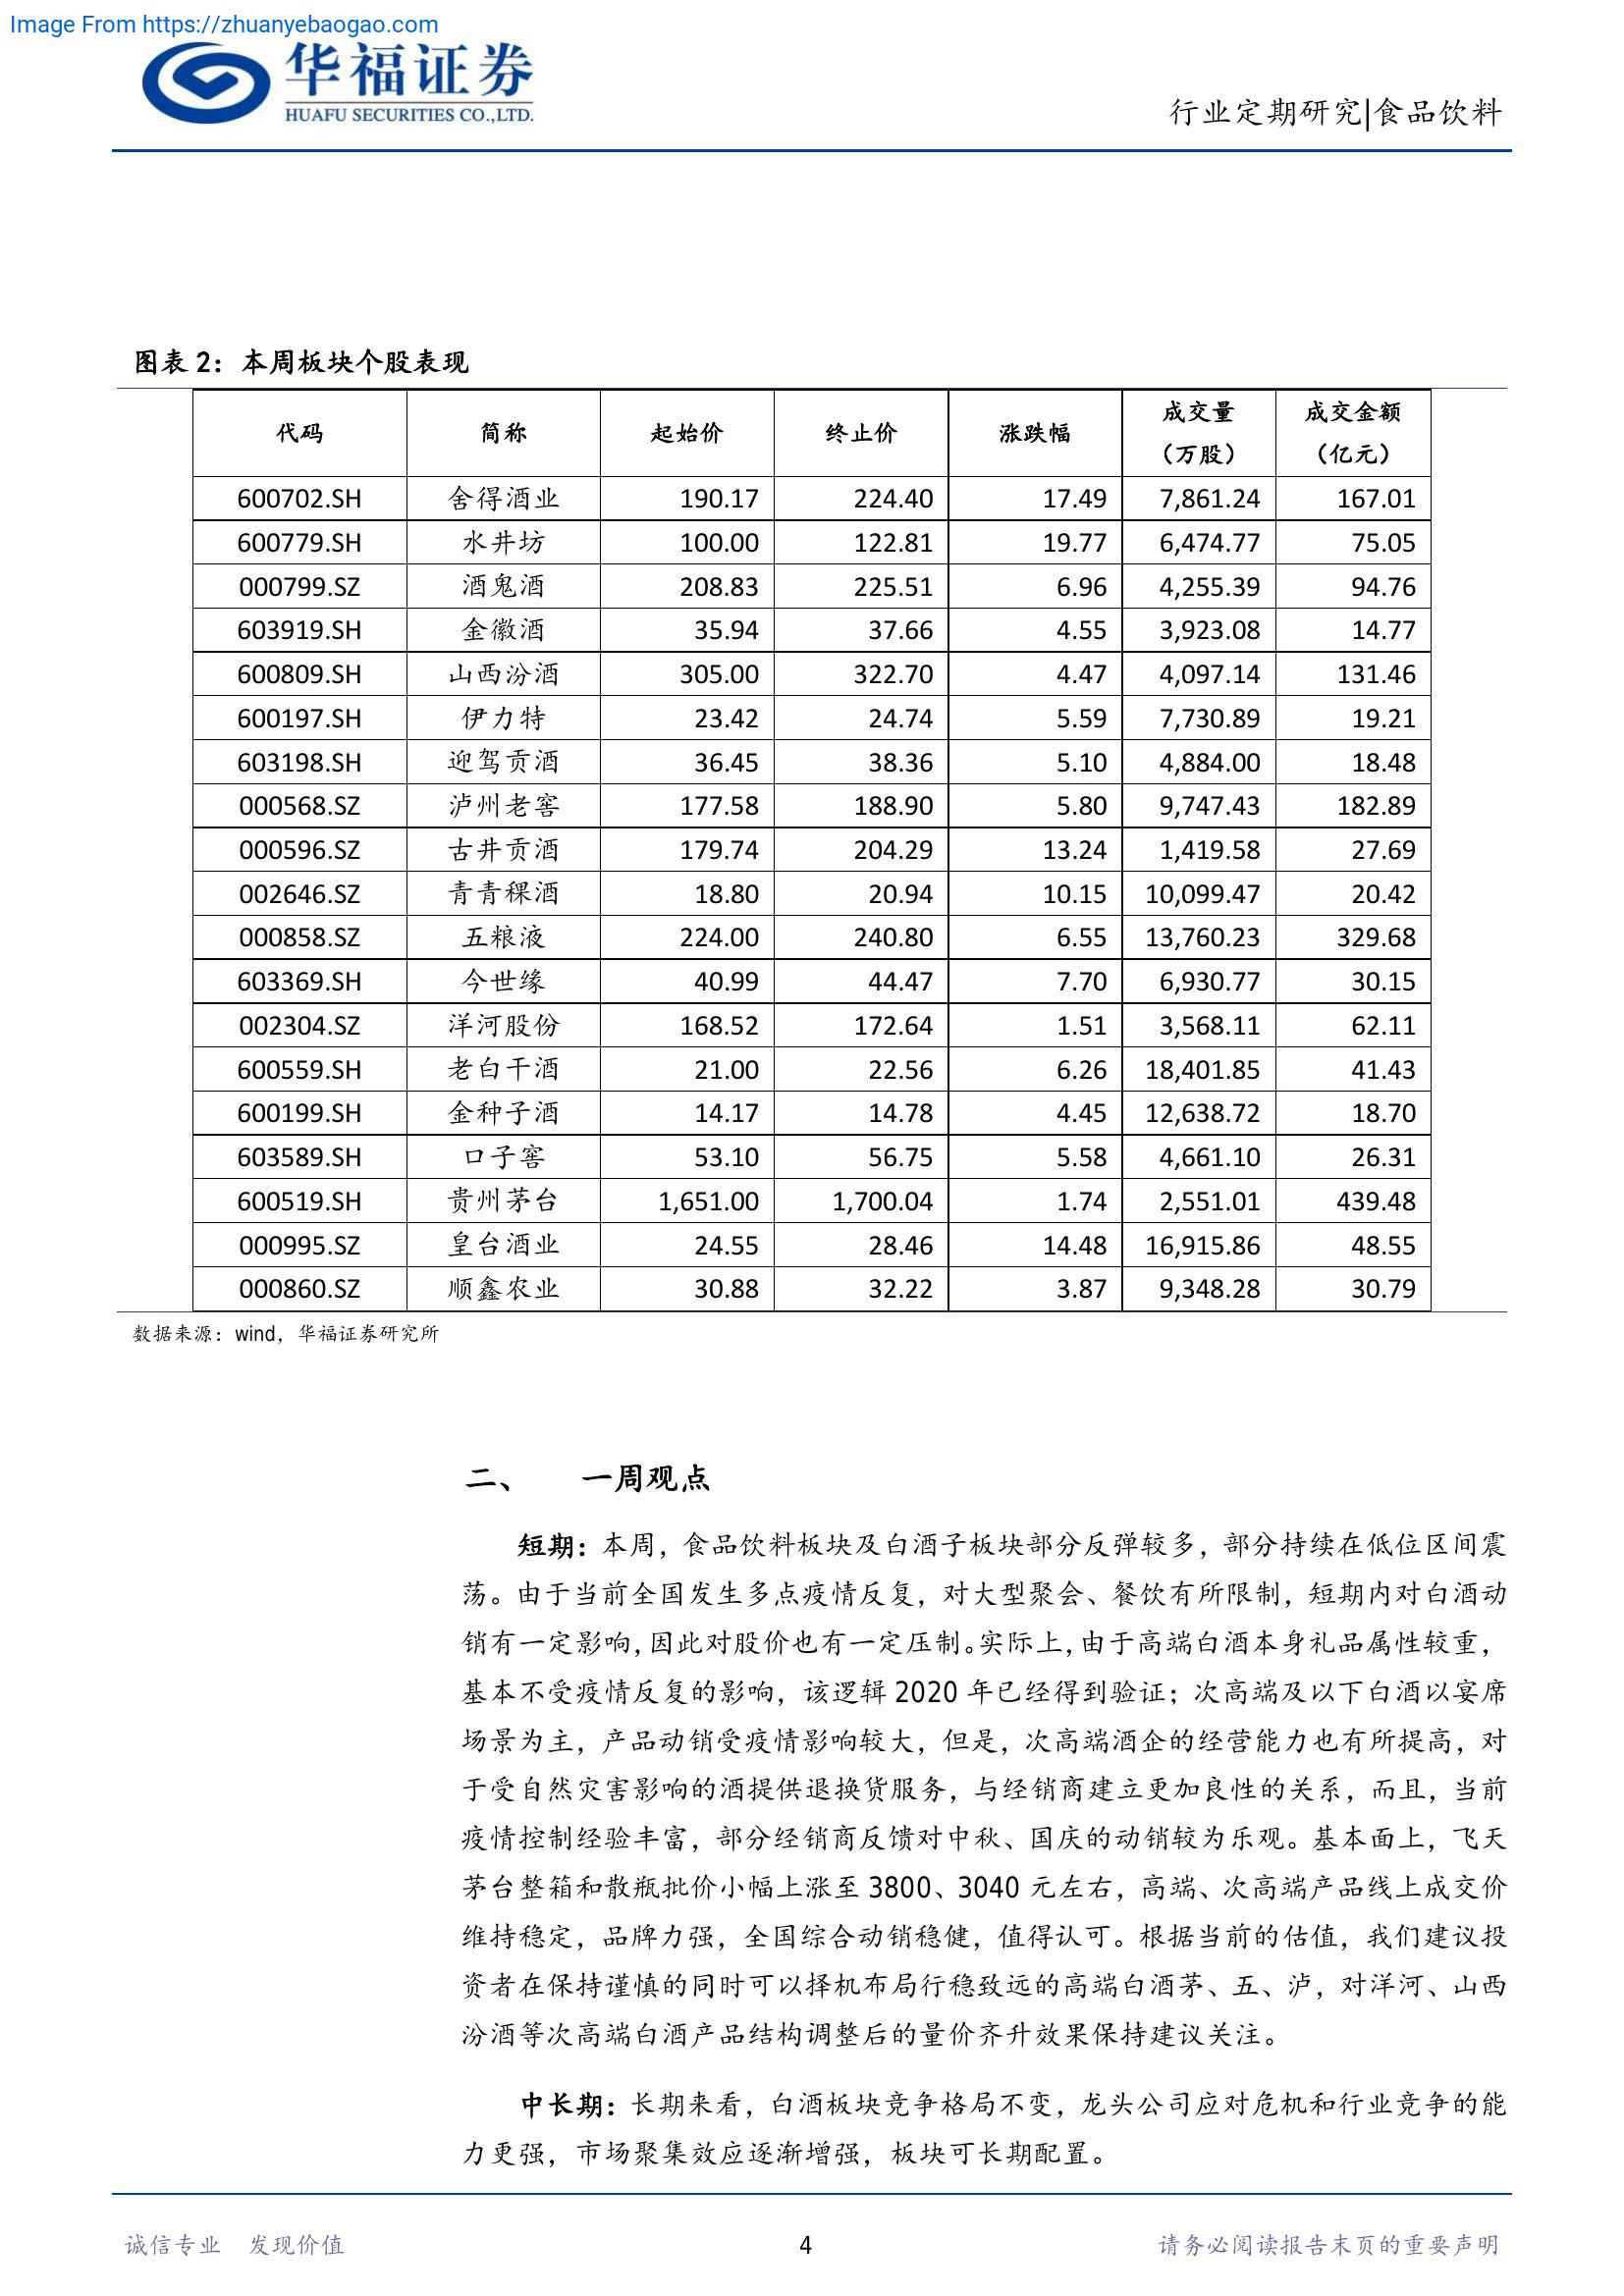 Image From https://zhuanyebaogao.com
华福证券
HUAFU SECURITIES CO.,LTD.
行业定期研究|食品饮料
图表 2：本周板块个股表现
代码 简称 起始价 终止价 涨跌幅 成交量（万股） 成交金额（亿元）
600702.SH 舍得酒业 190.17 224.40 17.49 7,861.24 167.01
600779.SH 水井坊 100.00 122.81 19.77 6,474.77 75.05
000799.SZ 酒鬼酒 208.83 225.51 6.96 4,255.39 94.76
603919.SH 金徽酒 35.94 37.66 4.55 3,923.08 14.77
600809.SH 山西汾酒 305.00 322.70 4.47 4,097.14 131.46
600197.SH 伊力特 23.42 24.74 5.59 7,730.89 19.21
603198.SH 迎驾贡酒 36.45 38.36 5.10 4,884.00 18.48
000568.SZ 泸州老窖 177.58 188.90 5.80 9,747.43 182.89
000596.SZ 古井贡酒 179.74 204.29 13.24 1,419.58 27.69
002646.SZ 青青稞酒 18.80 20.94 10.15 10,099.47 20.42
000858.SZ 五粮液 224.00 240.80 6.55 13,760.23 329.68
603369.SH 今世缘 40.99 44.47 7.70 6,930.77 30.15
002304.SZ 洋河股份 168.52 172.64 1.51 3,568.11 62.11
600559.SH 老白干酒 21.00 22.56 6.26 18,401.85 41.43
600199.SH 金种子酒 14.17 14.78 4.45 12,638.72 18.70
603589.SH 口子窖 53.10 56.75 5.58 4,661.10 26.31
600519.SH 贵州茅台 1,651.00 1,700.04 1.74 2,551.01 439.48
000995.SZ 皇台酒业 24.55 28.46 14.48 16,915.86 48.55
000860.SZ 顺鑫农业 30.88 32.22 3.87 9,348.28 30.79
数据来源：wind，华福证券研究所
二、 一周观点
短期：本周，食品饮料板块及白酒子板块部分反弹较多，部分持续在低位区间震
荡。由于当前全国发生多点疫情反复，对大型聚会、餐饮有所限制，短期内对白酒动
销有一定影响，因此对股价也有一定压制。实际上，由于高端白酒本身礼品属性较重，
基本不受疫情反复的影响，该逻辑 2020 年已经得到验证；次高端及以下白酒以宴席
场景为主，产品动销受疫情影响较大，但是，次高端酒企的经营能力也有所提高，对
于受自然灾害影响的酒提供退换货服务，与经销商建立更加良性的关系，而且，当前
疫情控制经验丰富，部分经销商反馈对中秋、国庆的动销较为乐观。基本面上，飞天
茅台整箱和散瓶批价小幅上涨至 3800、3040 元左右，高端、次高端产品线上成交价
维持稳定，品牌力强，全国综合动销稳健，值得认可。根据当前的估值，我们建议投
资者在保持谨慎的同时可以择机布局行稳致远的高端白酒茅、五、泸，对洋河、山西
汾酒等次高端白酒产品结构调整后的量价齐升效果保持建议关注。
中长期：长期来看，白酒板块竞争格局不变，龙头公司应对危机和行业竞争的能
力更强，市场聚集效应逐渐增强，板块可长期配置。
诚信专业 发现价值 4 请务必阅读报告末页的重要声明